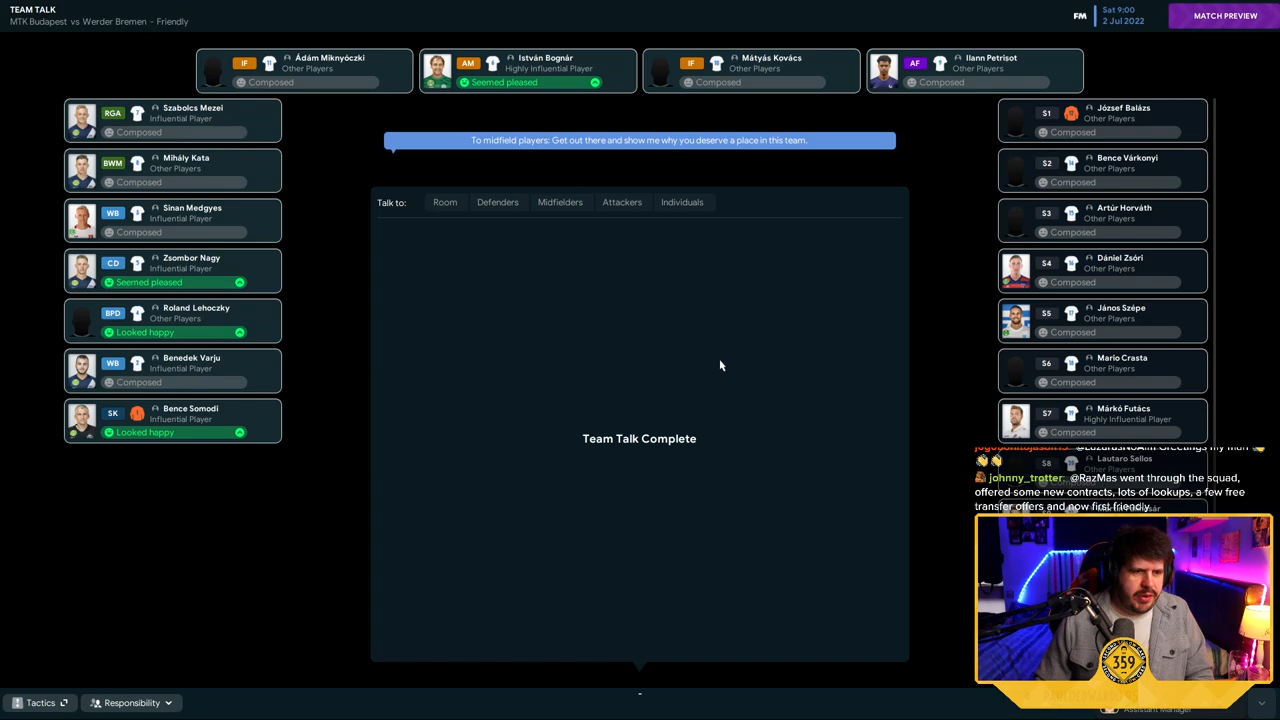 TEAM TALK
MTK Budapest vs Werder Bremen - Friendly
FM
Sat 9:00
2 Jul 2022
MATCH PREVIEW
IF Ádám Miknyóczki
Other Players
Composed
AM István Bognár
Highly Influential Player
Seemed pleased
IF Mátyás Kovács
Other Players
Composed
AF Ilann Petrisot
Other Players
Composed
RGA Szabolcs Mezei
Influential Player
Composed
BWM Mihály Kata
Other Players
Composed
WB Sinan Medgyes
Influential Player
Composed
CD Zsombor Nagy
Influential Player
Seemed pleased
BPD Roland Lehoczky
Other Players
Looked happy
WB Benedek Varju
Influential Player
Composed
SK Bence Somodi
Influential Player
Looked happy
To midfield players: Get out there and show me why you deserve a place in this team.
Talk to: Room Defenders Midfielders Attackers Individuals
Team Talk Complete
S1 József Balázs
Other Players
Composed
S2 Bence Várkonyi
Other Players
Composed
S3 Artúr Horváth
Other Players
Composed
S4 Dániel Zsóri
Other Players
Composed
S5 János Szépe
Other Players
Composed
S6 Mario Crasta
Other Players
Composed
S7 Márkó Futács
Highly Influential Player
Composed
S8 Lautaro Sellos
johnny_trotter: @RazMas went through the squad,
offered some new contracts, lots of lookups, a few free
transfer offers and now first friendly
359
Tactics
Responsibility
Assistant Manager